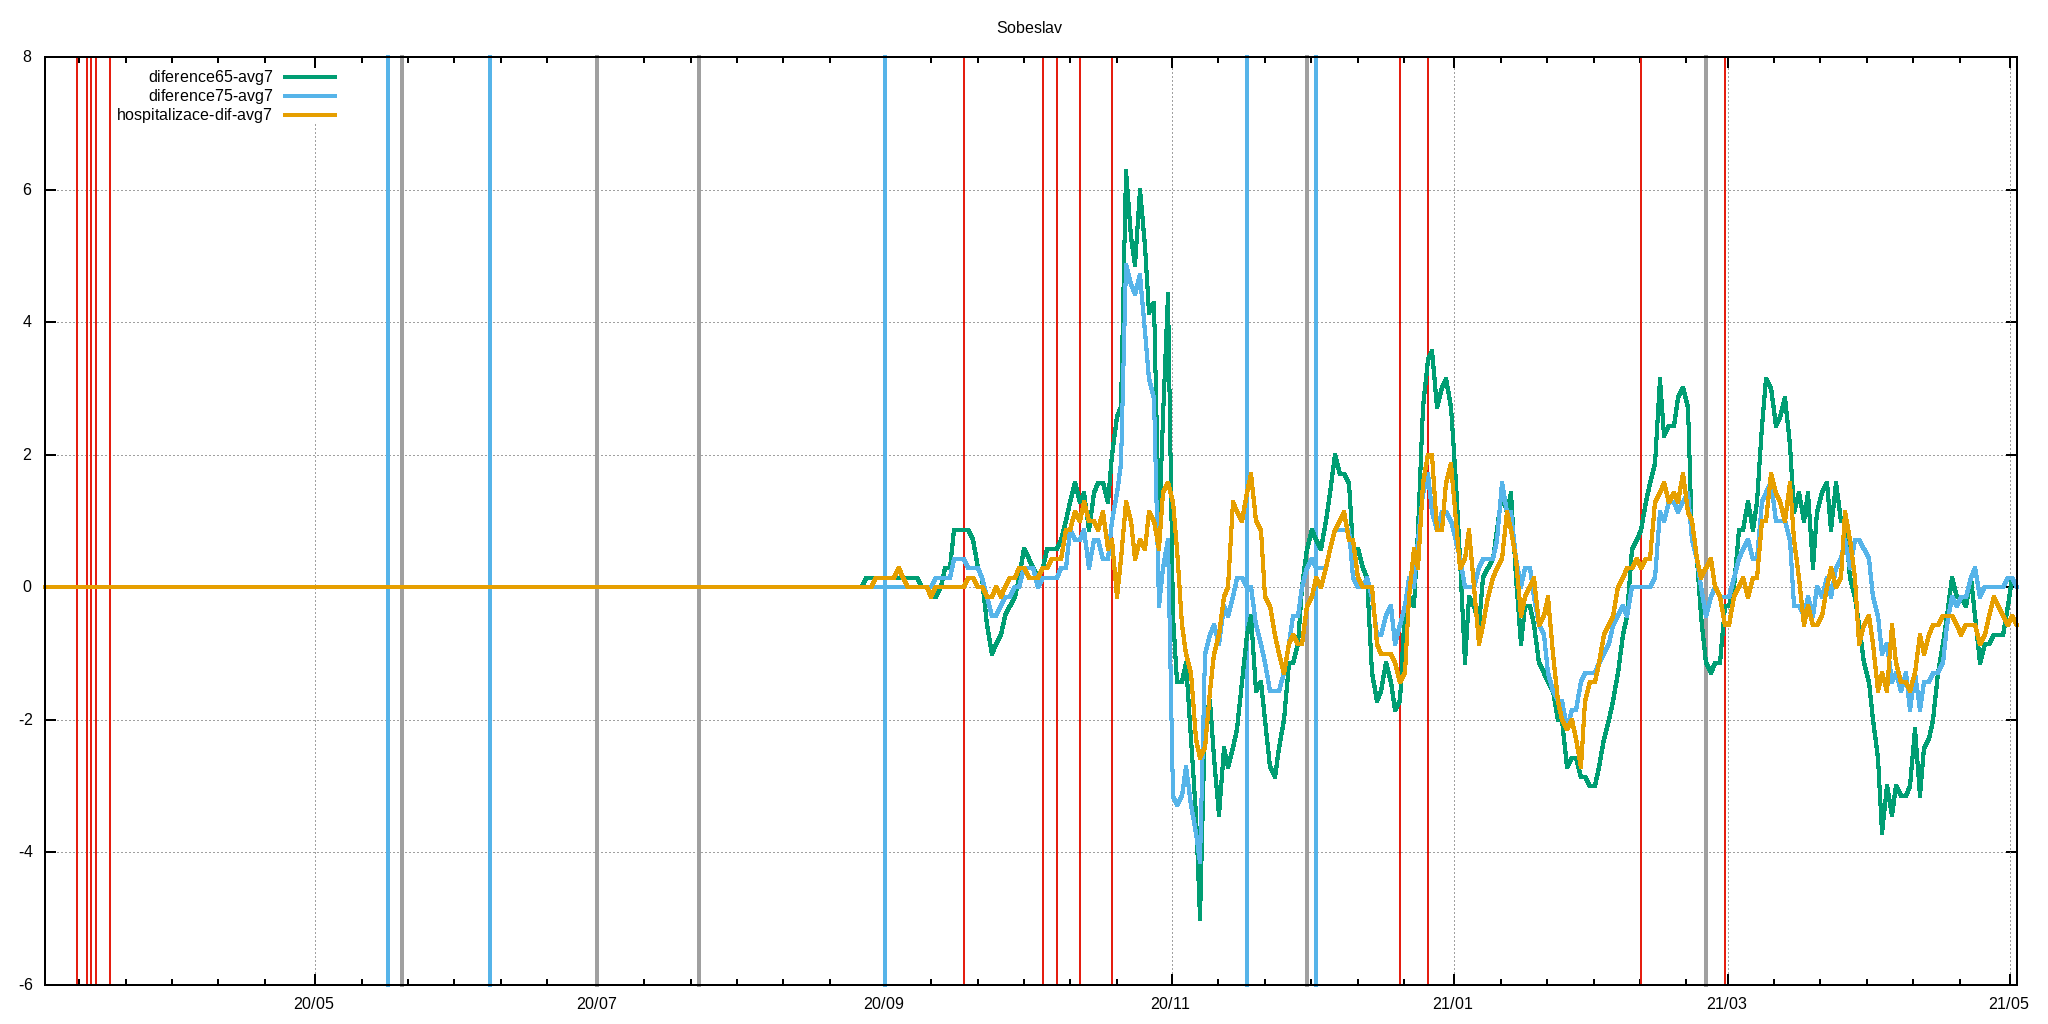 Sobeslav
diference65-avg7
diference75-avg7
hospitalizace-dif-avg7
8
6
4
2
0
-2
-4
-6
20/05 20/07 20/09 20/11 21/01 21/03 21/05